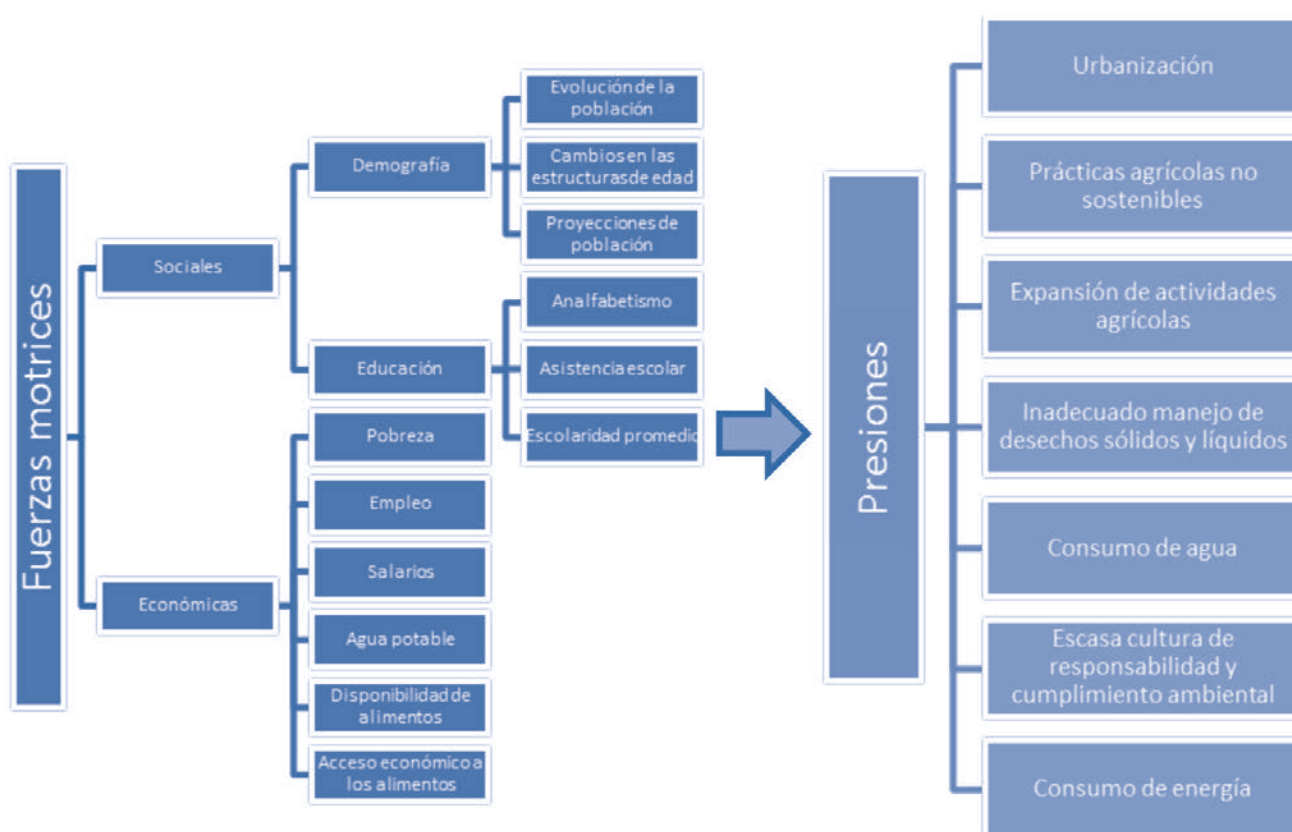 Fuerzas motrices
Sociales
Demografía
Evolución de la
población
Cambios en las
estructuras de edad
Proyecciones de
población
Educación
Analfabetismo
Asistencia escolar
Escolaridad promedio
Económicas
Pobreza
Empleo
Salarios
Agua potable
Disponibilidad de
alimentos
Acceso económico a
los alimentos
Presiones
Urbanización
Prácticas agrícolas no
sostenibles
Expansión de actividades
agrícolas
Inadecuado manejo de
desechos sólidos y líquidos
Consumo de agua
Escasa cultura de
responsabilidad y
cumplimiento ambiental
Consumo de energía